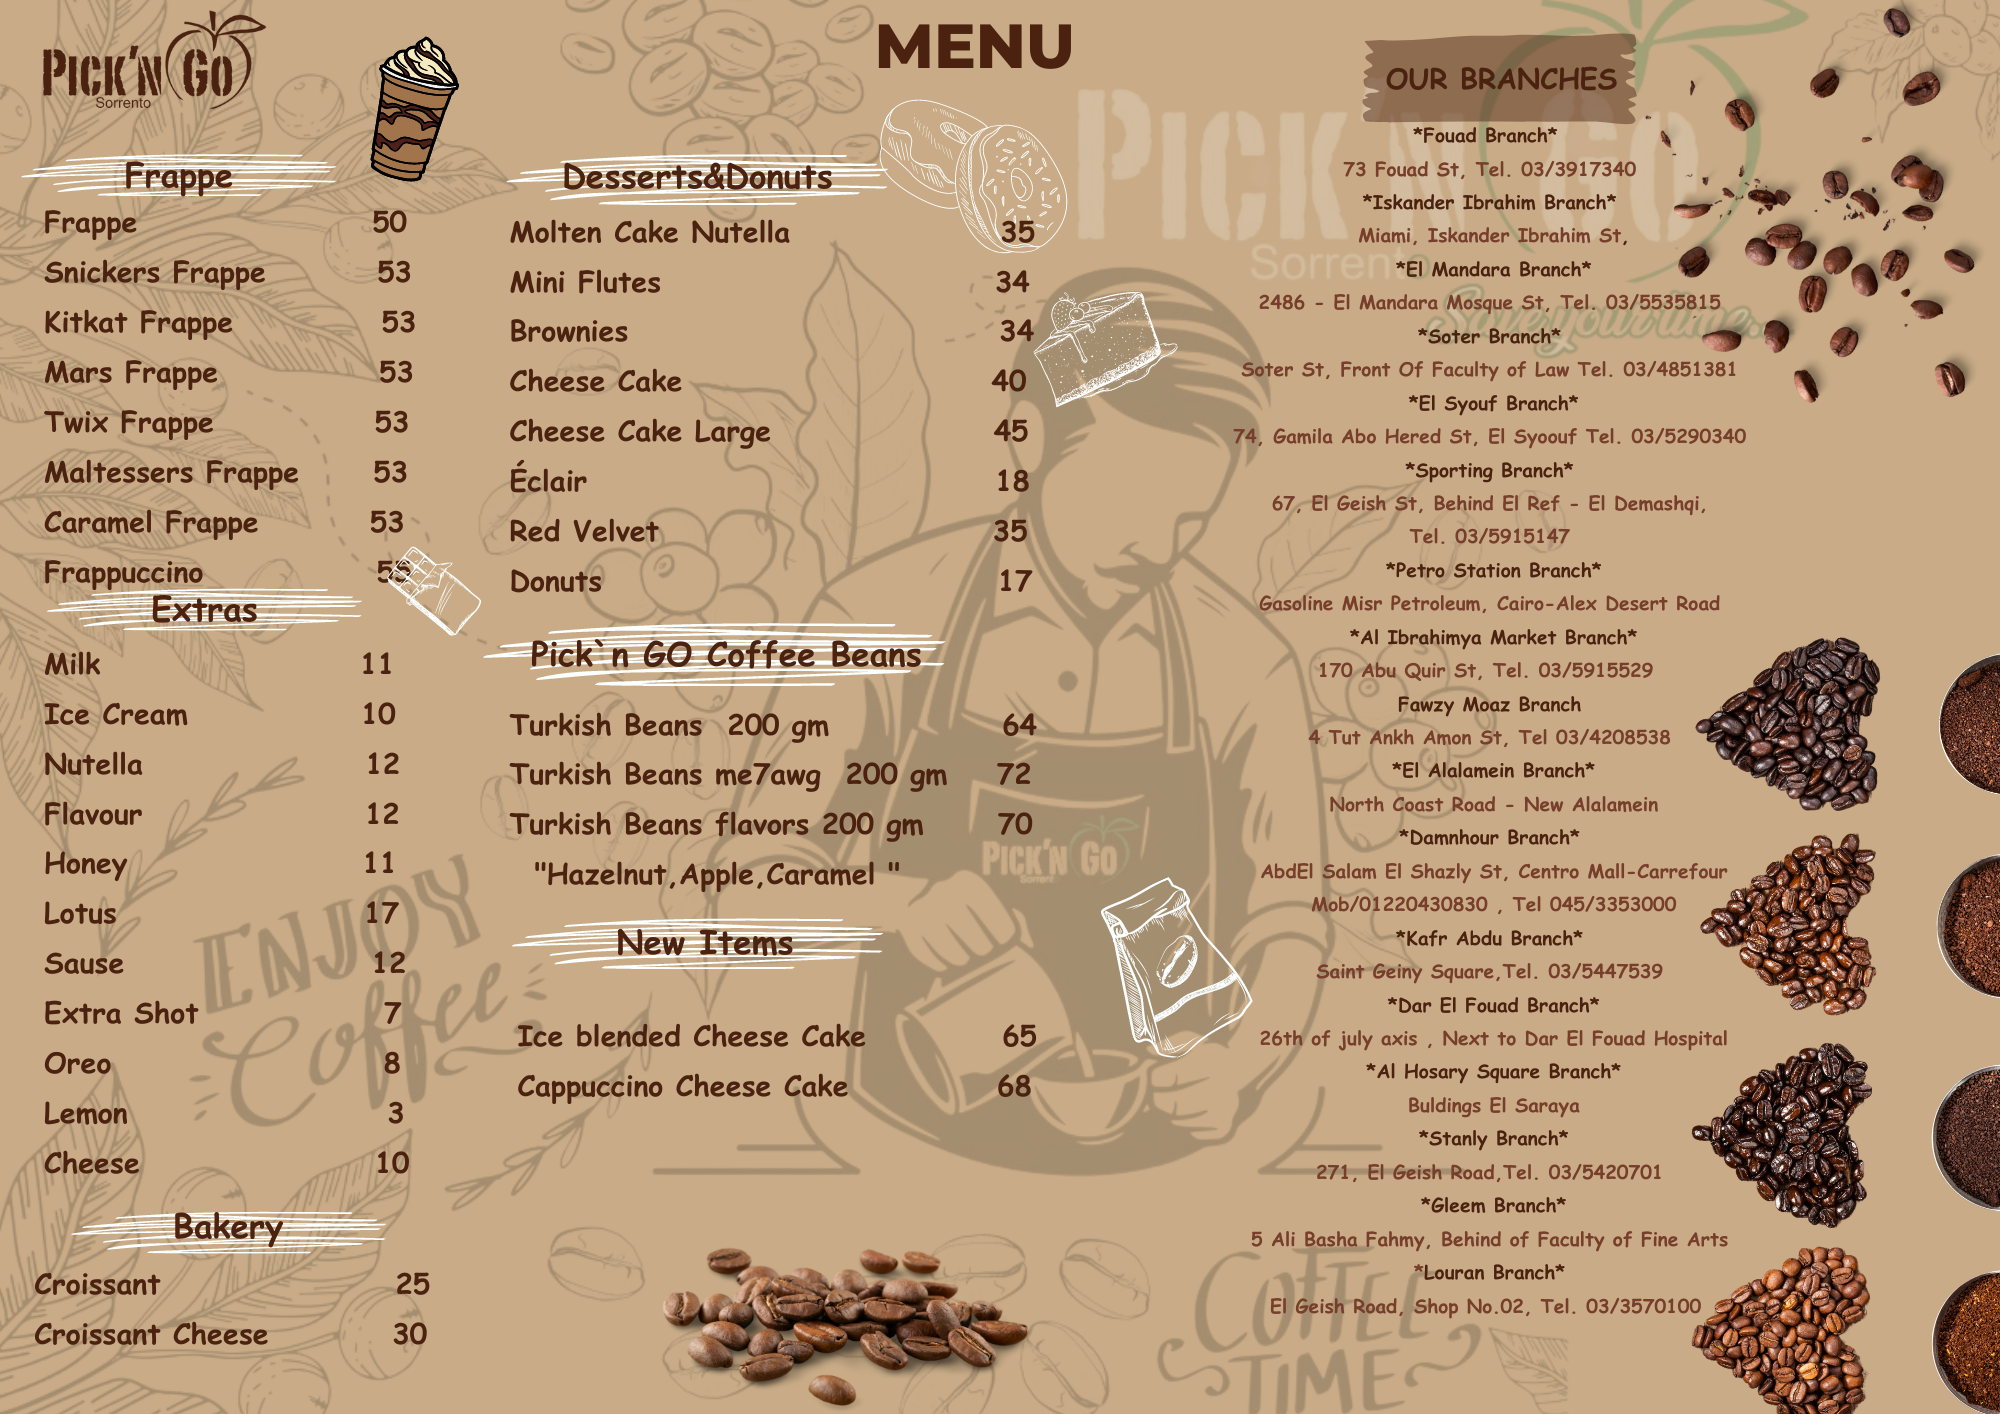 PICK'N GO
Sorrento
MENU
Frappe
Frappe 50
Snickers Frappe 53
Kitkat Frappe 53
Mars Frappe 53
Twix Frappe 53
Maltessers Frappe 53
Caramel Frappe 53
Frappuccino
Extras
Milk 11
Ice Cream 10
Nutella 12
Flavour 12
Honey 11
Lotus 17
Sause 12
Extra Shot 7
Oreo 8
Lemon 3
Cheese 10
Bakery
Croissant 25
Croissant Cheese 30
ENJOY
Coffee
Desserts&Donuts
Molten Cake Nutella 35
Mini Flutes 34
Brownies 34
Cheese Cake 40
Cheese Cake Large 45
Éclair 18
Red Velvet 35
Donuts 17
Pick`n GO Coffee Beans
Turkish Beans 200 gm 64
Turkish Beans me7awg 200 gm 72
Turkish Beans flavors 200 gm 70
"Hazelnut,Apple,Caramel "
New Items
Ice blended Cheese Cake 65
Cappuccino Cheese Cake 68
PICK'N GO
Sorrento
Save your time..
PICK'N GO
OUR BRANCHES
*Fouad Branch*
73 Fouad St, Tel. 03/3917340
*Iskander Ibrahim Branch*
Miami, Iskander Ibrahim St,
*El Mandara Branch*
2486 - El Mandara Mosque St, Tel. 03/5535815
*Soter Branch*
Soter St, Front Of Faculty of Law Tel. 03/4851381
*El Syouf Branch*
74, Gamila Abo Hered St, El Syoouf Tel. 03/5290340
*Sporting Branch*
67, El Geish St, Behind El Ref - El Demashqi,
Tel. 03/5915147
*Petro Station Branch*
Gasoline Misr Petroleum, Cairo-Alex Desert Road
*Al Ibrahimya Market Branch*
170 Abu Quir St, Tel. 03/5915529
Fawzy Moaz Branch
4 Tut Ankh Amon St, Tel 03/4208538
*El Alalamein Branch*
North Coast Road - New Alalamein
*Damnhour Branch*
AbdEl Salam El Shazly St, Centro Mall-Carrefour
Mob/01220430830 , Tel 045/3353000
*Kafr Abdu Branch*
Saint Geiny Square,Tel. 03/5447539
*Dar El Fouad Branch*
26th of july axis , Next to Dar El Fouad Hospital
*Al Hosary Square Branch*
Buldings El Saraya
*Stanly Branch*
271, El Geish Road,Tel. 03/5420701
*Gleem Branch*
5 Ali Basha Fahmy, Behind of Faculty of Fine Arts
*Louran Branch*
El Geish Road, Shop No.02, Tel. 03/3570100
COFFEE
TIME